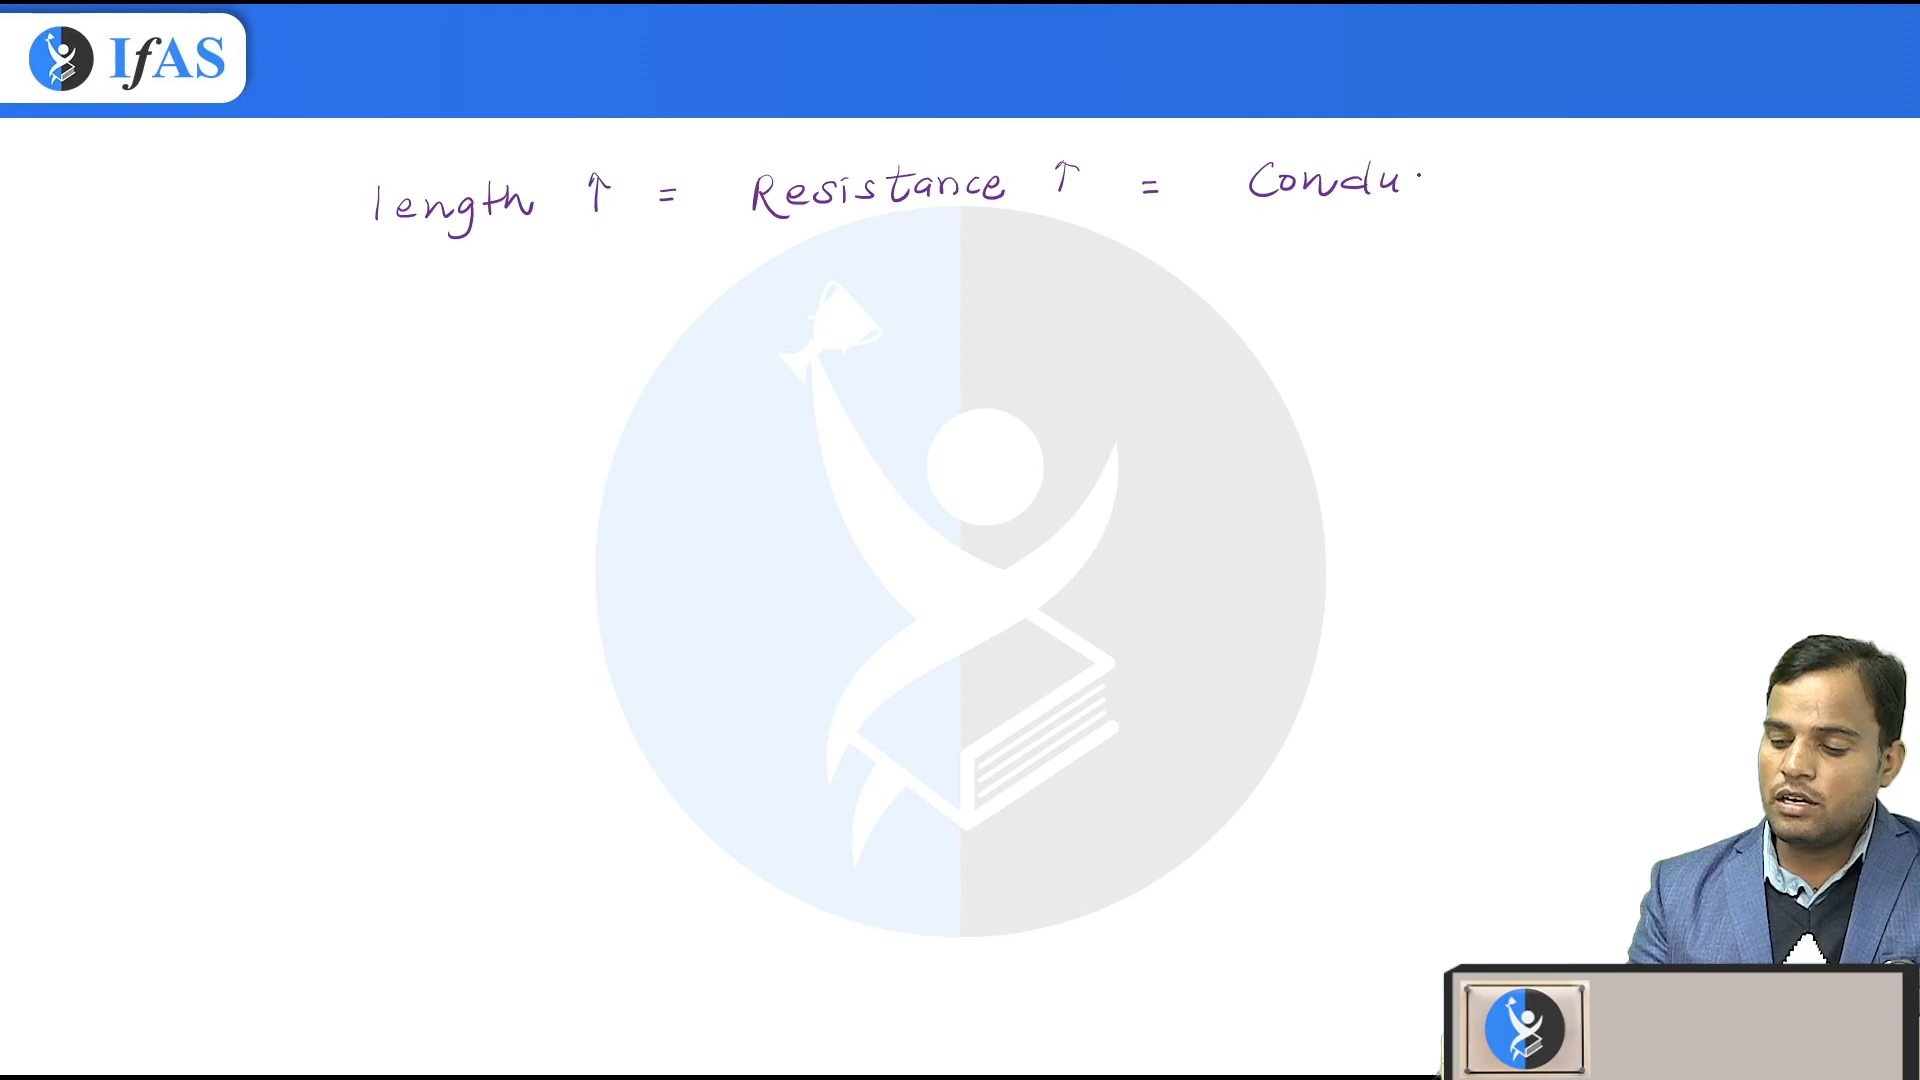 IfAS
length ↑ = Resistance ↑ = Condu